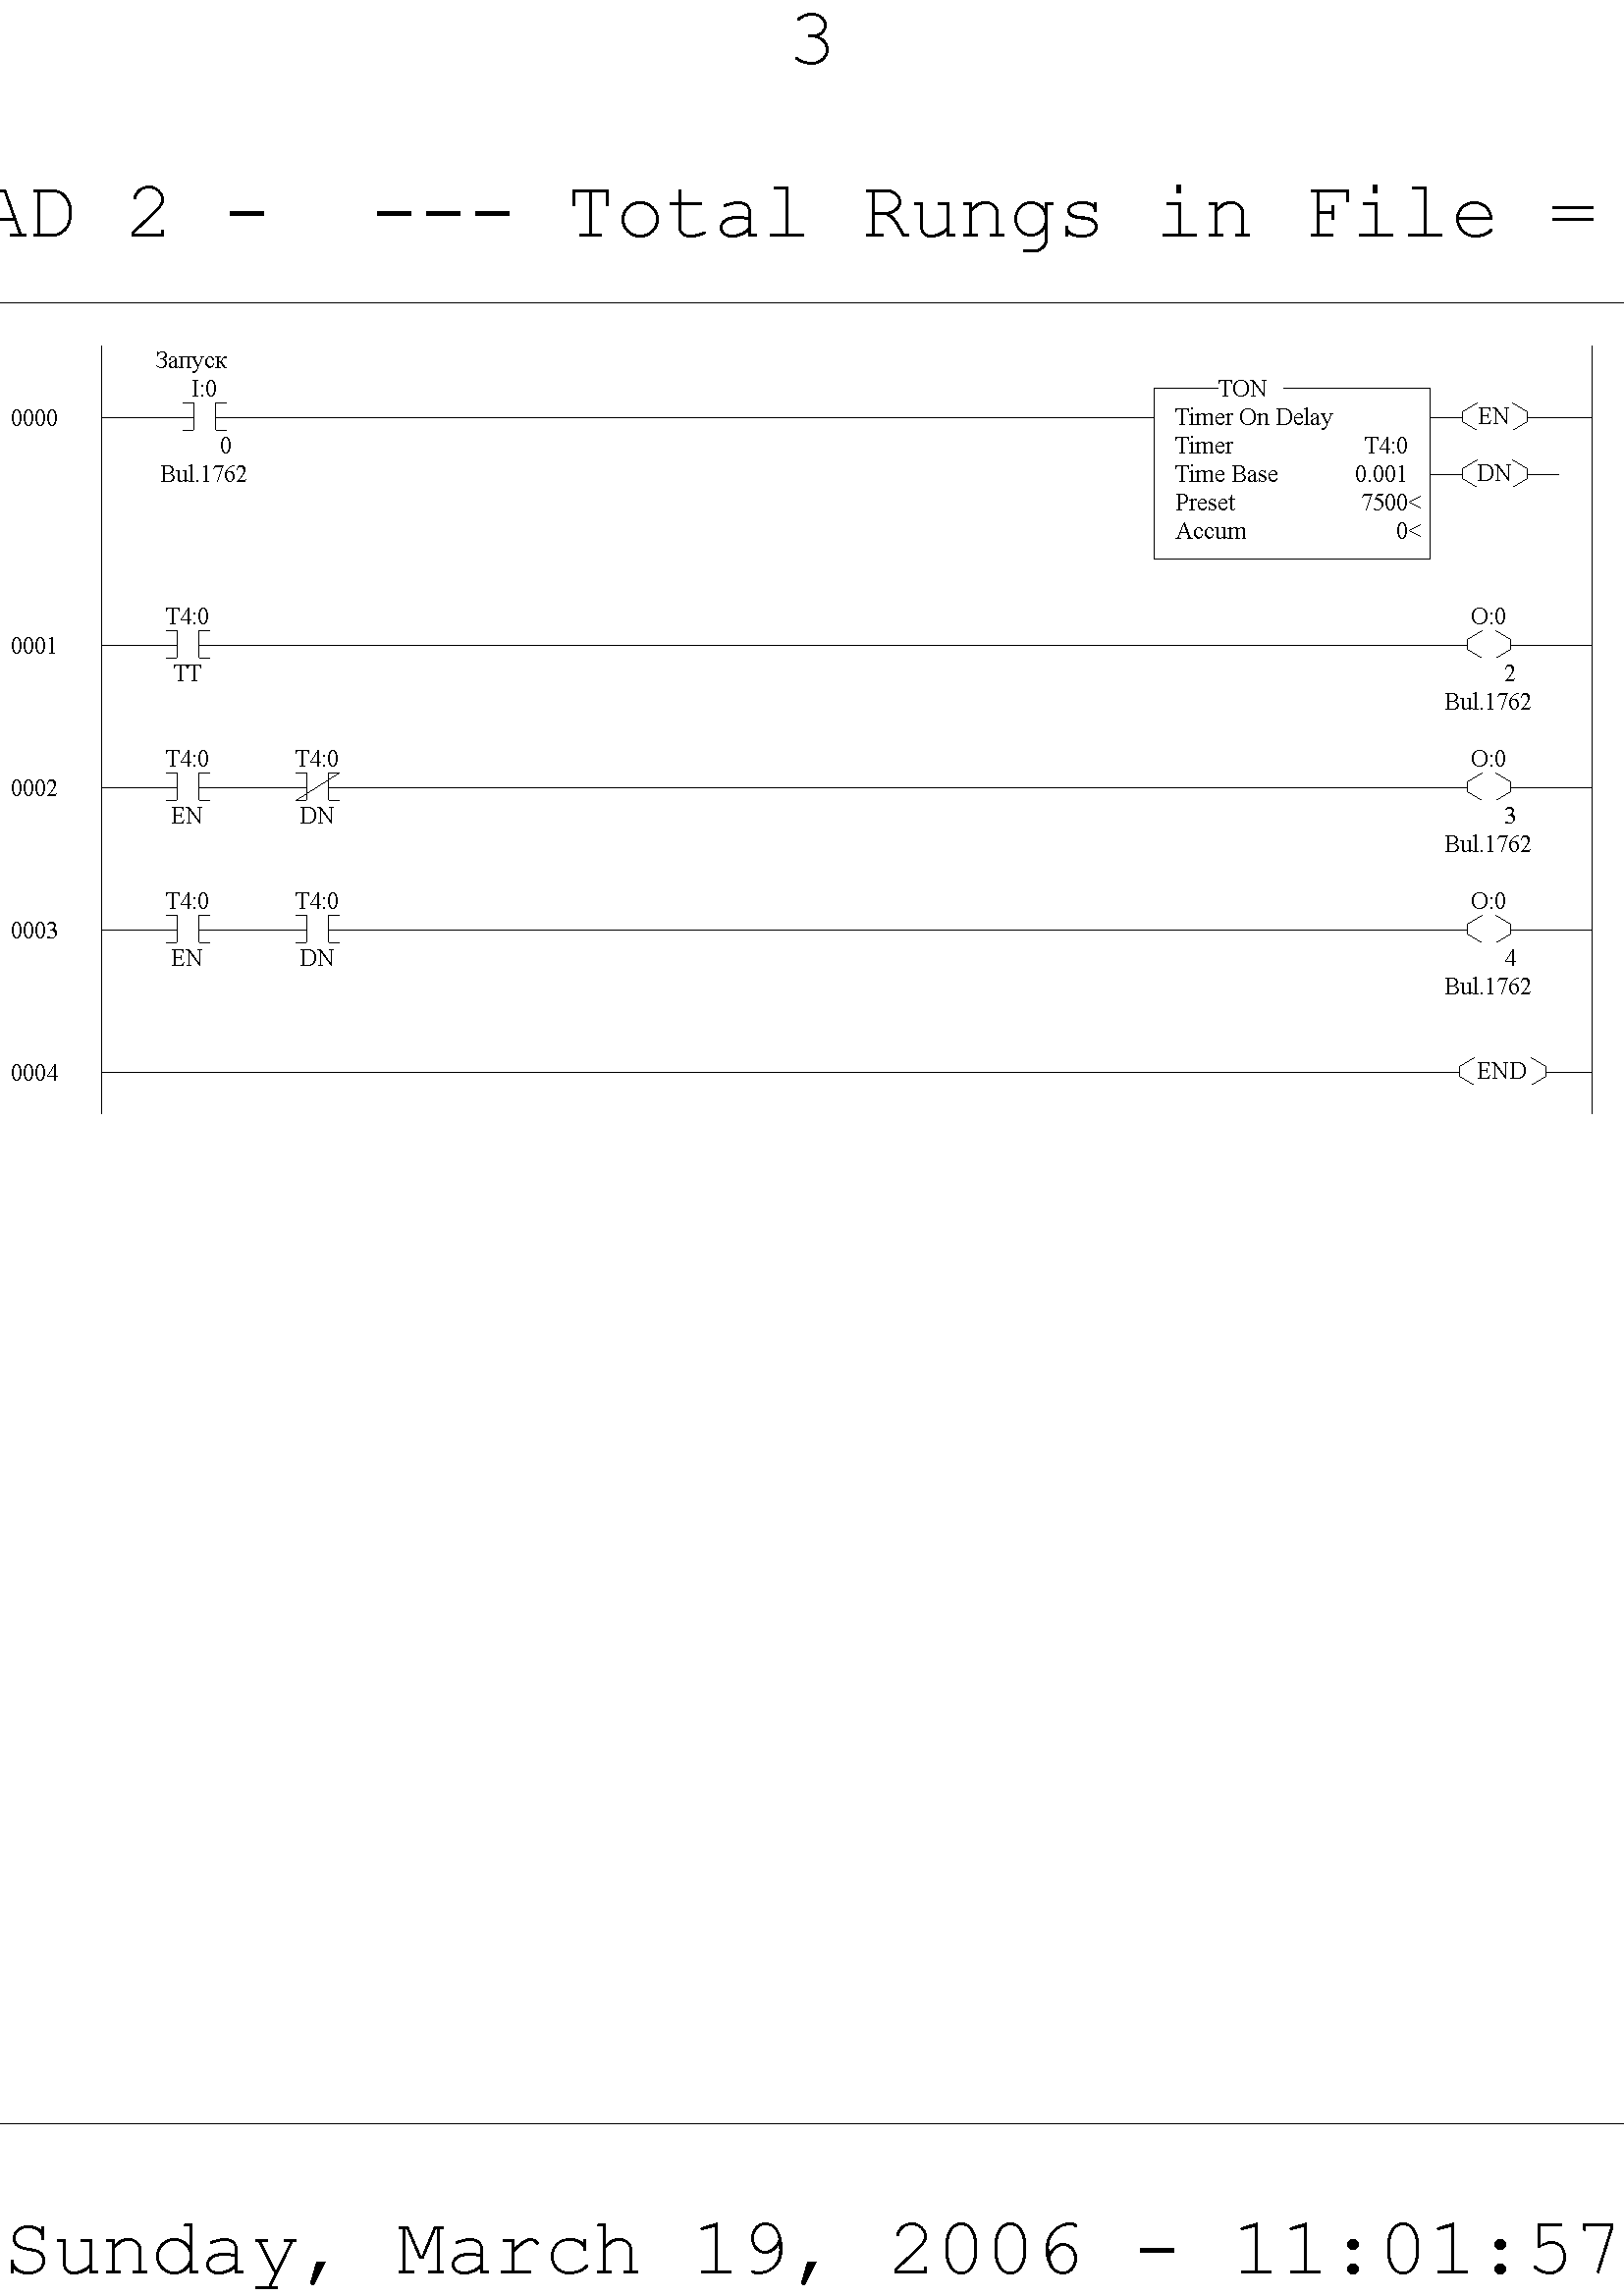 3
AD 2 -  --- Total Rungs in File =
Запуск
I:0
TON
0000
Timer On Delay
EN
0
Timer T4:0
Bul.1762
Time Base 0.001
DN
Preset 7500<
Accum 0<
T4:0 O:0
0001
TT 2
Bul.1762
T4:0 T4:0 O:0
0002
EN DN 3
Bul.1762
T4:0 T4:0 O:0
0003
EN DN 4
Bul.1762
0004 END
Sunday, March 19, 2006 - 11:01:57